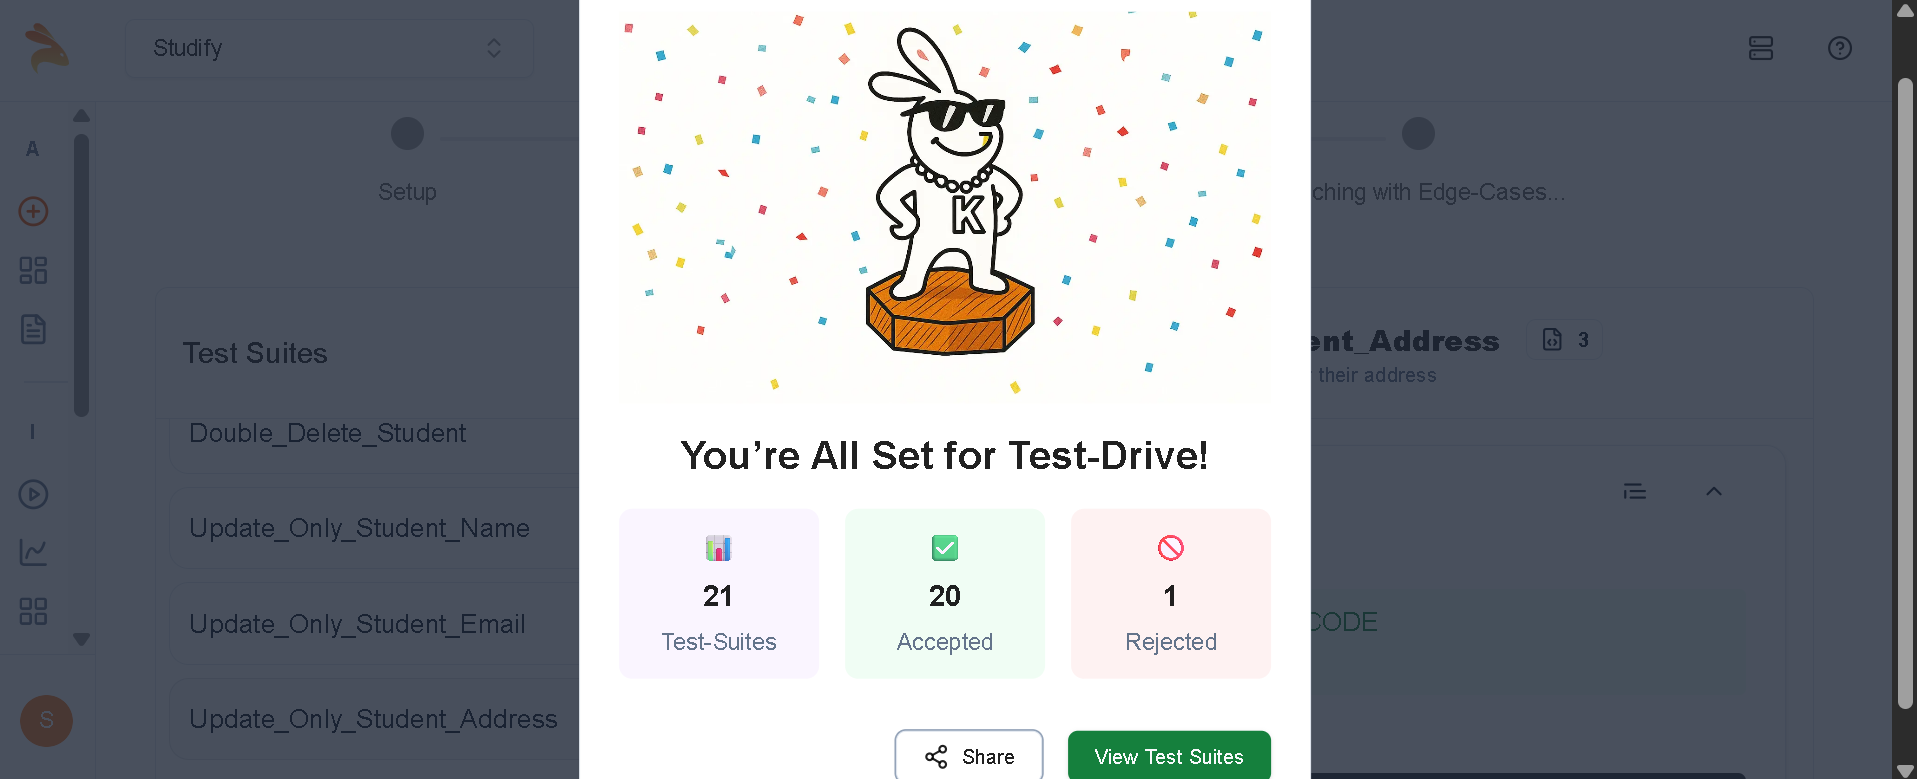 Studify
A
Setup
ching with Edge-Cases...
Test Suites
ent_Address
3
their address
Double_Delete_Student
Update_Only_Student_Name
Update_Only_Student_Email
Update_Only_Student_Address
CODE
S
K
You're All Set for Test-Drive!
21
Test-Suites
20
Accepted
1
Rejected
Share
View Test Suites